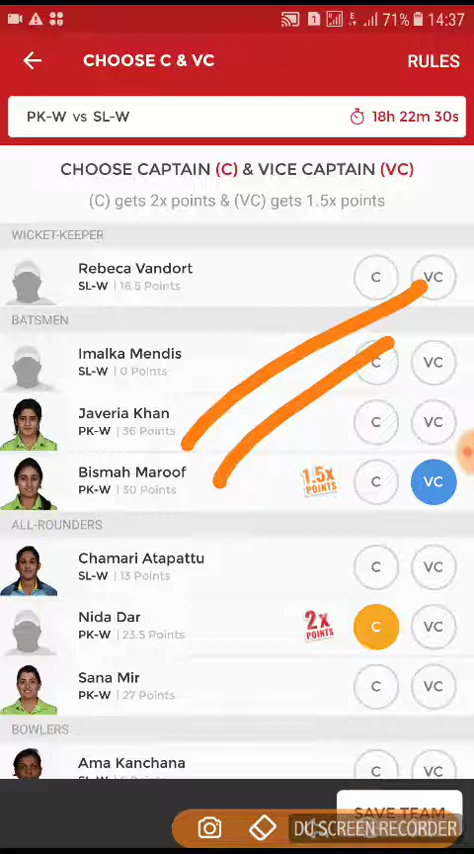 1 E 71% 14:37
CHOOSE C & VC RULES
PK-W vs SL-W 18h 22m 30s
CHOOSE CAPTAIN (C) & VICE CAPTAIN (VC)
(C) gets 2x points & (VC) gets 1.5x points
WICKET-KEEPER
Rebeca Vandort
SL-W | 16.5 Points
C VC
BATSMEN
Imalka Mendis
SL-W | 0 Points
C VC
Javeria Khan
PK-W | 36 Points
C VC
Bismah Maroof
PK-W | 30 Points
1.5x POINTS
C VC
ALL-ROUNDERS
Chamari Atapattu
SL-W | 13 Points
C VC
Nida Dar
PK-W | 23.5 Points
2x POINTS
C VC
Sana Mir
PK-W | 27 Points
C VC
BOWLERS
Ama Kanchana
C VC
SAVE TEAM
DU SCREEN RECORDER